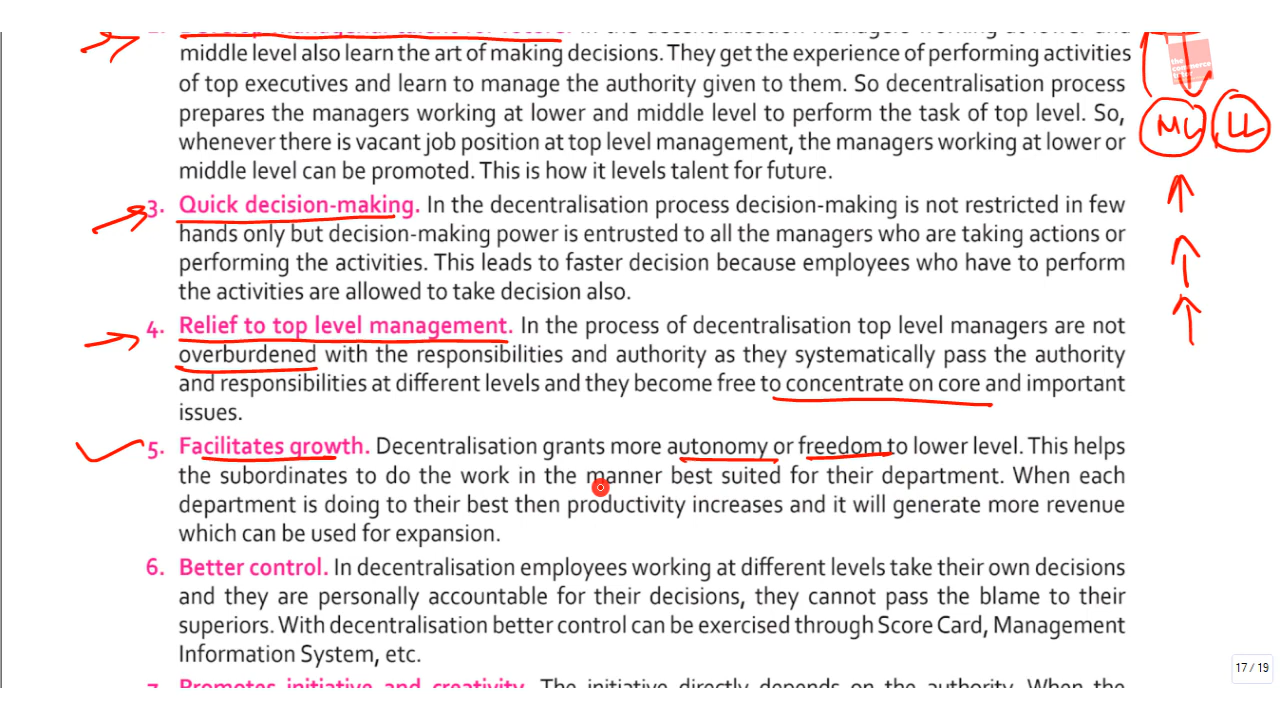 middle level also learn the art of making decisions. They get the experience of performing activities
of top executives and learn to manage the authority given to them. So decentralisation process
prepares the managers working at lower and middle level to perform the task of top level. So,
whenever there is vacant job position at top level management, the managers working at lower or
middle level can be promoted. This is how it levels talent for future.
3. Quick decision-making. In the decentralisation process decision-making is not restricted in few
hands only but decision-making power is entrusted to all the managers who are taking actions or
performing the activities. This leads to faster decision because employees who have to perform
the activities are allowed to take decision also.
4. Relief to top level management. In the process of decentralisation top level managers are not
overburdened with the responsibilities and authority as they systematically pass the authority
and responsibilities at different levels and they become free to concentrate on core and important
issues.
5. Facilitates growth. Decentralisation grants more autonomy or freedom to lower level. This helps
the subordinates to do the work in the manner best suited for their department. When each
department is doing to their best then productivity increases and it will generate more revenue
which can be used for expansion.
6. Better control. In decentralisation employees working at different levels take their own decisions
and they are personally accountable for their decisions, they cannot pass the blame to their
superiors. With decentralisation better control can be exercised through Score Card, Management
Information System, etc.
7. Promotes initiative and creativity. The initiative directly depends on the authority. When the
ML LL
17 / 19